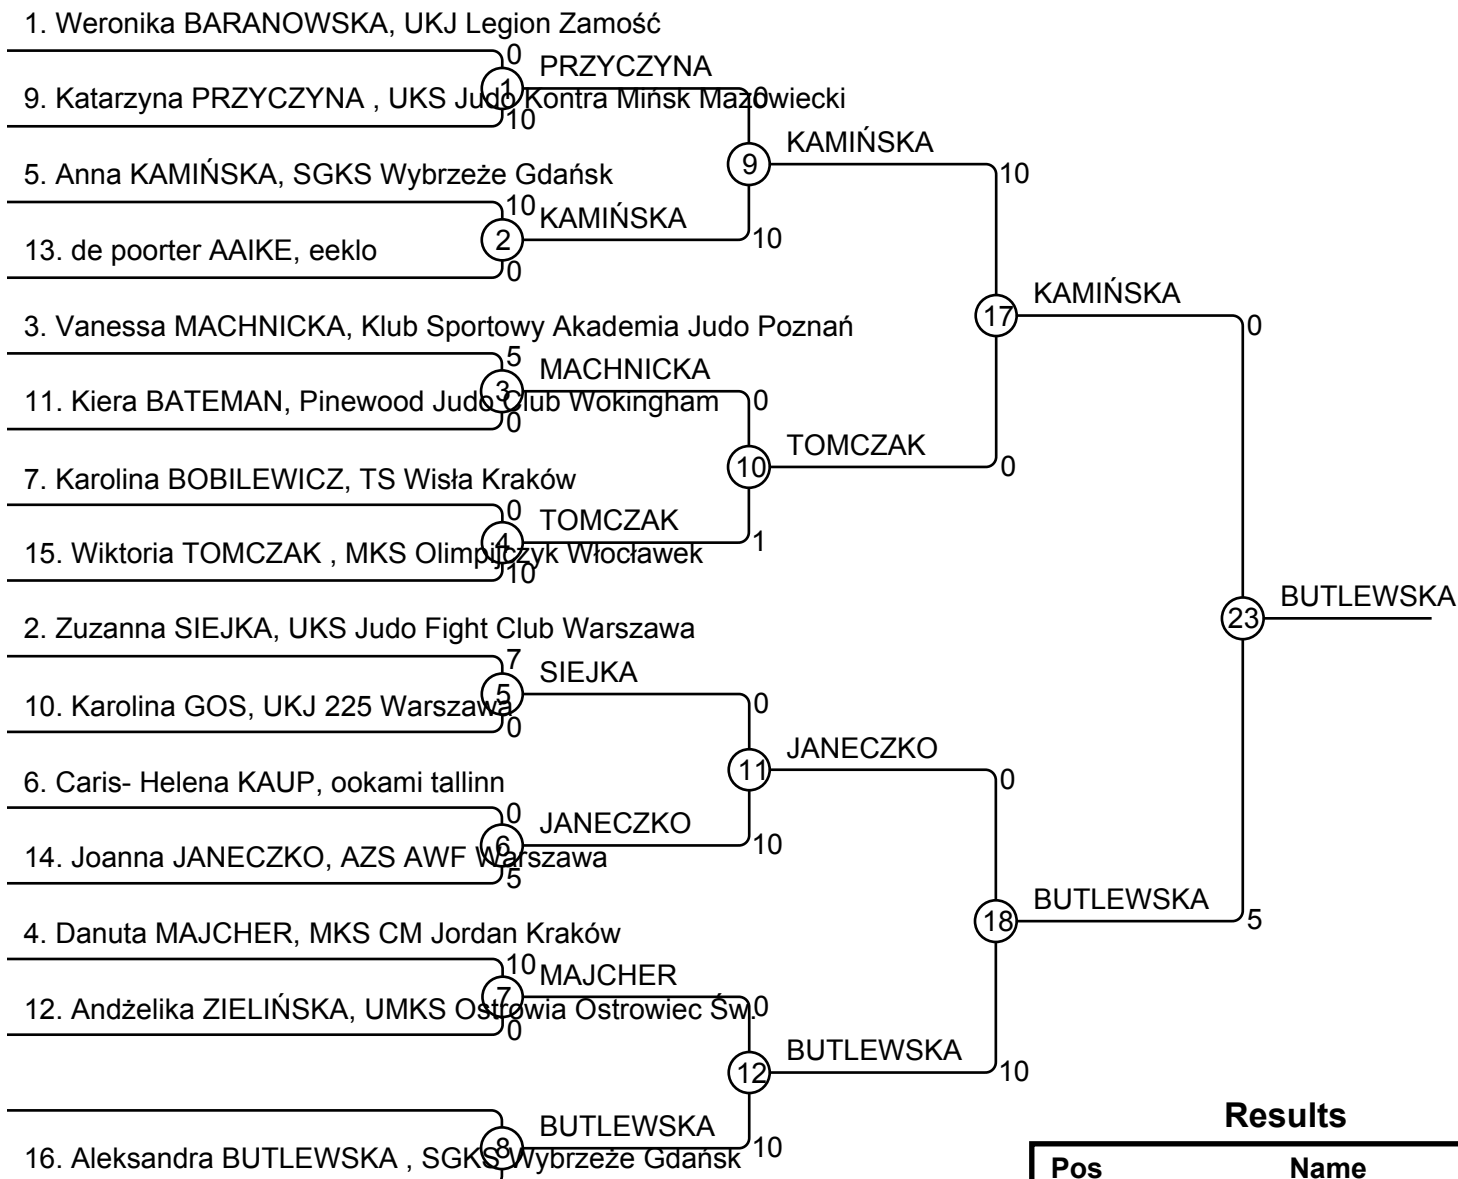 1. Weronika BARANOWSKA, UKJ Legion Zamość
0
PRZYCZYNA
1
0
9. Katarzyna PRZYCZYNA , UKS Judo Kontra Mińsk Mazowiecki
10
KAMIŃSKA
9
10
5. Anna KAMIŃSKA, SGKS Wybrzeże Gdańsk
10
KAMIŃSKA
2
10
13. de poorter AAIKE, eeklo
0
KAMIŃSKA
17
0
3. Vanessa MACHNICKA, Klub Sportowy Akademia Judo Poznań
5
MACHNICKA
3
0
11. Kiera BATEMAN, Pinewood Judo Club Wokingham
0
TOMCZAK
10
0
7. Karolina BOBILEWICZ, TS Wisła Kraków
0
TOMCZAK
4
1
15. Wiktoria TOMCZAK , MKS Olimpijczyk Włocławek
10
BUTLEWSKA
23
2. Zuzanna SIEJKA, UKS Judo Fight Club Warszawa
7
SIEJKA
5
0
10. Karolina GOS, UKJ 225 Warszawa
0
JANECZKO
11
0
6. Caris- Helena KAUP, ookami tallinn
0
JANECZKO
6
10
14. Joanna JANECZKO, AZS AWF Warszawa
5
BUTLEWSKA
18
5
4. Danuta MAJCHER, MKS CM Jordan Kraków
10
MAJCHER
7
0
12. Andżelika ZIELIŃSKA, UMKS Ostrowia Ostrowiec Św.
0
BUTLEWSKA
12
10
BUTLEWSKA
8
10
16. Aleksandra BUTLEWSKA , SGKS Wybrzeże Gdańsk
Results
Pos Name